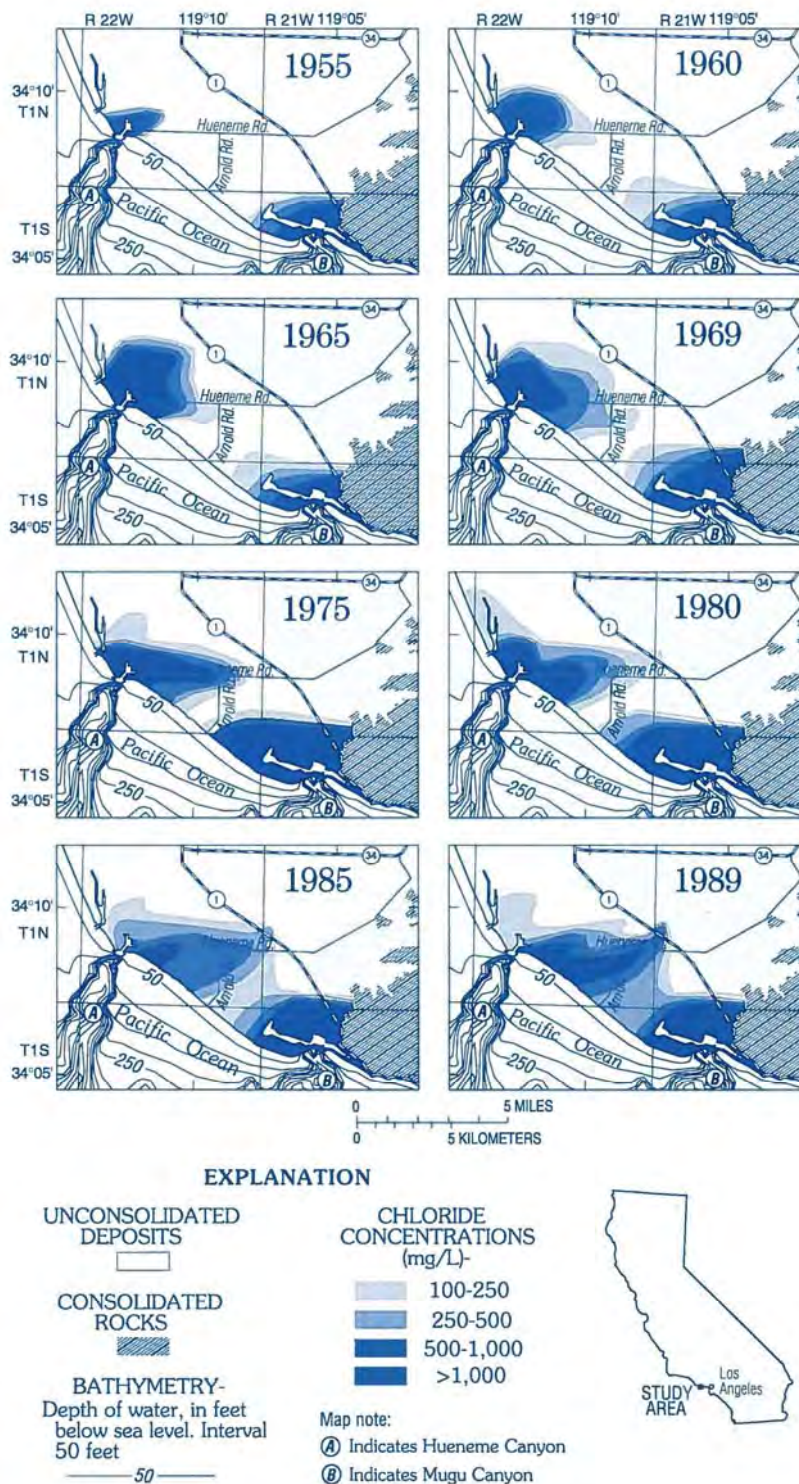 R 22W 119°10' R 21W 119°05' R 22W 119°10' R 21W 119°05'
34°10'
T1N
T1S
34°05'
34
1
1955
Hueneme Rd.
Arnold Rd.
50
A
Pacific Ocean
250
B
34
1
1960
Hueneme Rd.
Arnold Rd.
50
A
Pacific Ocean
250
B
34°10'
T1N
T1S
34°05'
34
1
1965
Hueneme Rd.
Arnold Rd.
50
A
Pacific Ocean
250
B
34
1
1969
Hueneme Rd.
Arnold Rd.
50
A
Pacific Ocean
250
B
34°10'
T1N
T1S
34°05'
34
1
1975
neme Rd.
Arnold Rd.
50
A
Pacific Ocean
250
B
34
1
1980
ueneme Rd.
Arnold Rd.
50
A
Pacific Ocean
250
B
34°10'
T1N
T1S
34°05'
34
1
1985
Hueneme Rd.
Arnold
50
A
Pacific Ocean
250
B
34
1
1989
Hueneme
Arnold
50
A
Pacific Ocean
250
B
0 5 MILES
0 5 KILOMETERS
EXPLANATION
UNCONSOLIDATED
DEPOSITS
CONSOLIDATED
ROCKS
BATHYMETRY-
Depth of water, in feet
below sea level. Interval
50 feet
50
CHLORIDE
CONCENTRATIONS
(mg/L)-
100-250
250-500
500-1,000
>1,000
Map note:
A Indicates Hueneme Canyon
B Indicates Mugu Canyon
Los
Angeles
STUDY
AREA